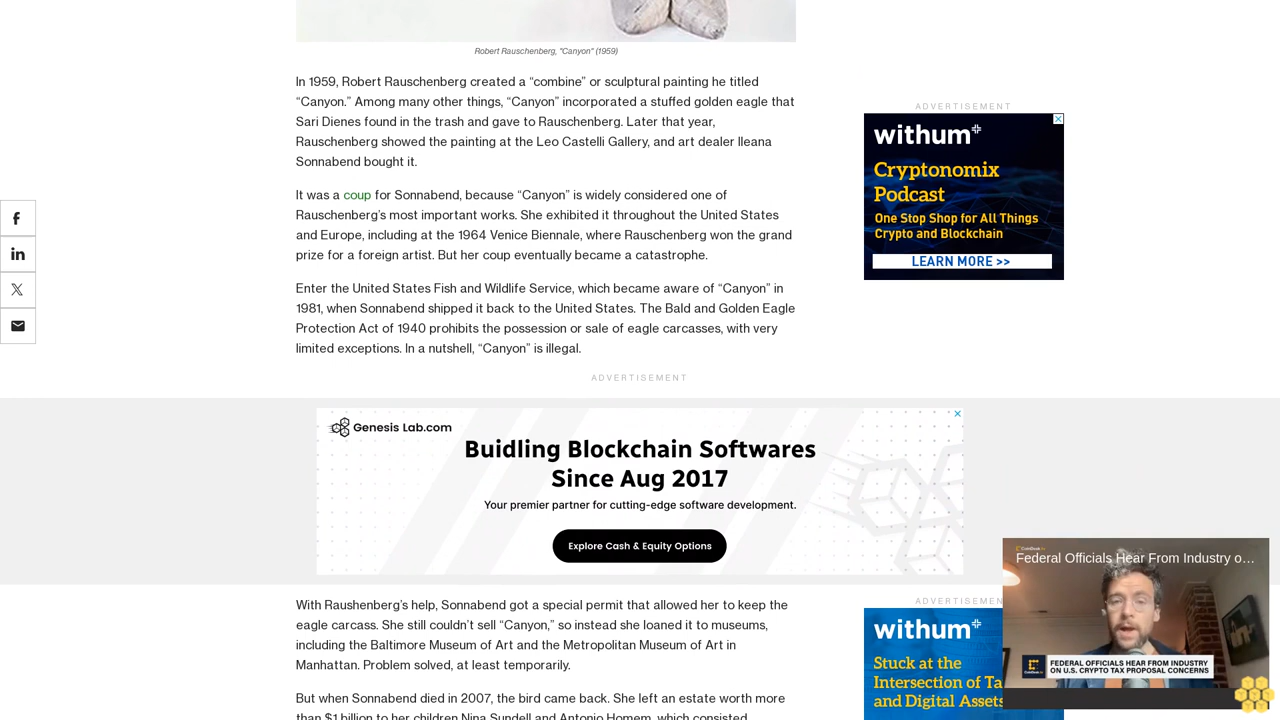 Robert Rauschenberg, "Canyon" (1959)
In 1959, Robert Rauschenberg created a “combine” or sculptural painting he titled
“Canyon.” Among many other things, “Canyon” incorporated a stuffed golden eagle that
Sari Dienes found in the trash and gave to Rauschenberg. Later that year,
Rauschenberg showed the painting at the Leo Castelli Gallery, and art dealer Ileana
Sonnabend bought it.
It was a coup for Sonnabend, because “Canyon” is widely considered one of
Rauschenberg’s most important works. She exhibited it throughout the United States
and Europe, including at the 1964 Venice Biennale, where Rauschenberg won the grand
prize for a foreign artist. But her coup eventually became a catastrophe.
Enter the United States Fish and Wildlife Service, which became aware of “Canyon” in
1981, when Sonnabend shipped it back to the United States. The Bald and Golden Eagle
Protection Act of 1940 prohibits the possession or sale of eagle carcasses, with very
limited exceptions. In a nutshell, “Canyon” is illegal.
ADVERTISEMENT
withum+
Cryptonomix
Podcast
One Stop Shop for All Things
Crypto and Blockchain
LEARN MORE >>
ADVERTISEMENT
Genesis Lab.com
Buidling Blockchain Softwares
Since Aug 2017
Your premier partner for cutting-edge software development.
Explore Cash & Equity Options
With Raushenberg’s help, Sonnabend got a special permit that allowed her to keep the
eagle carcass. She still couldn’t sell “Canyon,” so instead she loaned it to museums,
including the Baltimore Museum of Art and the Metropolitan Museum of Art in
Manhattan. Problem solved, at least temporarily.
But when Sonnabend died in 2007, the bird came back. She left an estate worth more
than $1 billion to her children Nina Sundell and Antonio Homem, which consisted
ADVERTISEMEN
withum+
Stuck at the
Intersection of Ta
and Digital Assets
CoinDesk
Federal Officials Hear From Industry o…
FEDERAL OFFICIALS HEAR FROM INDUSTRY
ON U.S. CRYPTO TAX PROPOSAL CONCERNS